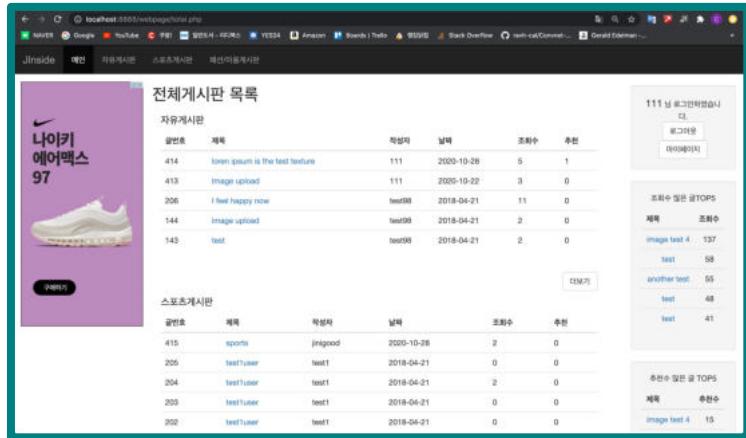 localhost:8888/webpage/total.php
NAVER Google YouTube 쿠팡! YES24 Amazon Boards | Trello Stack Overflow Gerald Edelman -...
JInside 메인 자유게시판 스포츠게시판 패션/미용게시판
나이키
에어맥스
97
구매하기
전체게시판 목록
자유게시판
글번호 제목 작성자 날짜 조회수 추천
414 loren ipsum is the test texture 111 2020-10-28 5 1
413 Image upload 111 2020-10-22 3 0
206 I feel happy now test98 2018-04-21 11 0
144 image upload test98 2018-04-21 2 0
143 test test98 2018-04-21 2 0
더보기
스포츠게시판
글번호 제목 작성자 날짜 조회수 추천
415 sports jinigood 2020-10-28 2 0
205 test1user test1 2018-04-21 0 0
204 test1user test1 2018-04-21 2 0
203 test1user test1 2018-04-21 0 0
202 test1user test1 2018-04-21 0 0
111 님 로그인하셨습니
다.
로그아웃
마이페이지
조회수 많은 글TOP5
제목 조회수
image test 4 137
test 58
another test 55
test 48
test 41
추천수 많은 글 TOP5
제목 추천수
image test 4 15